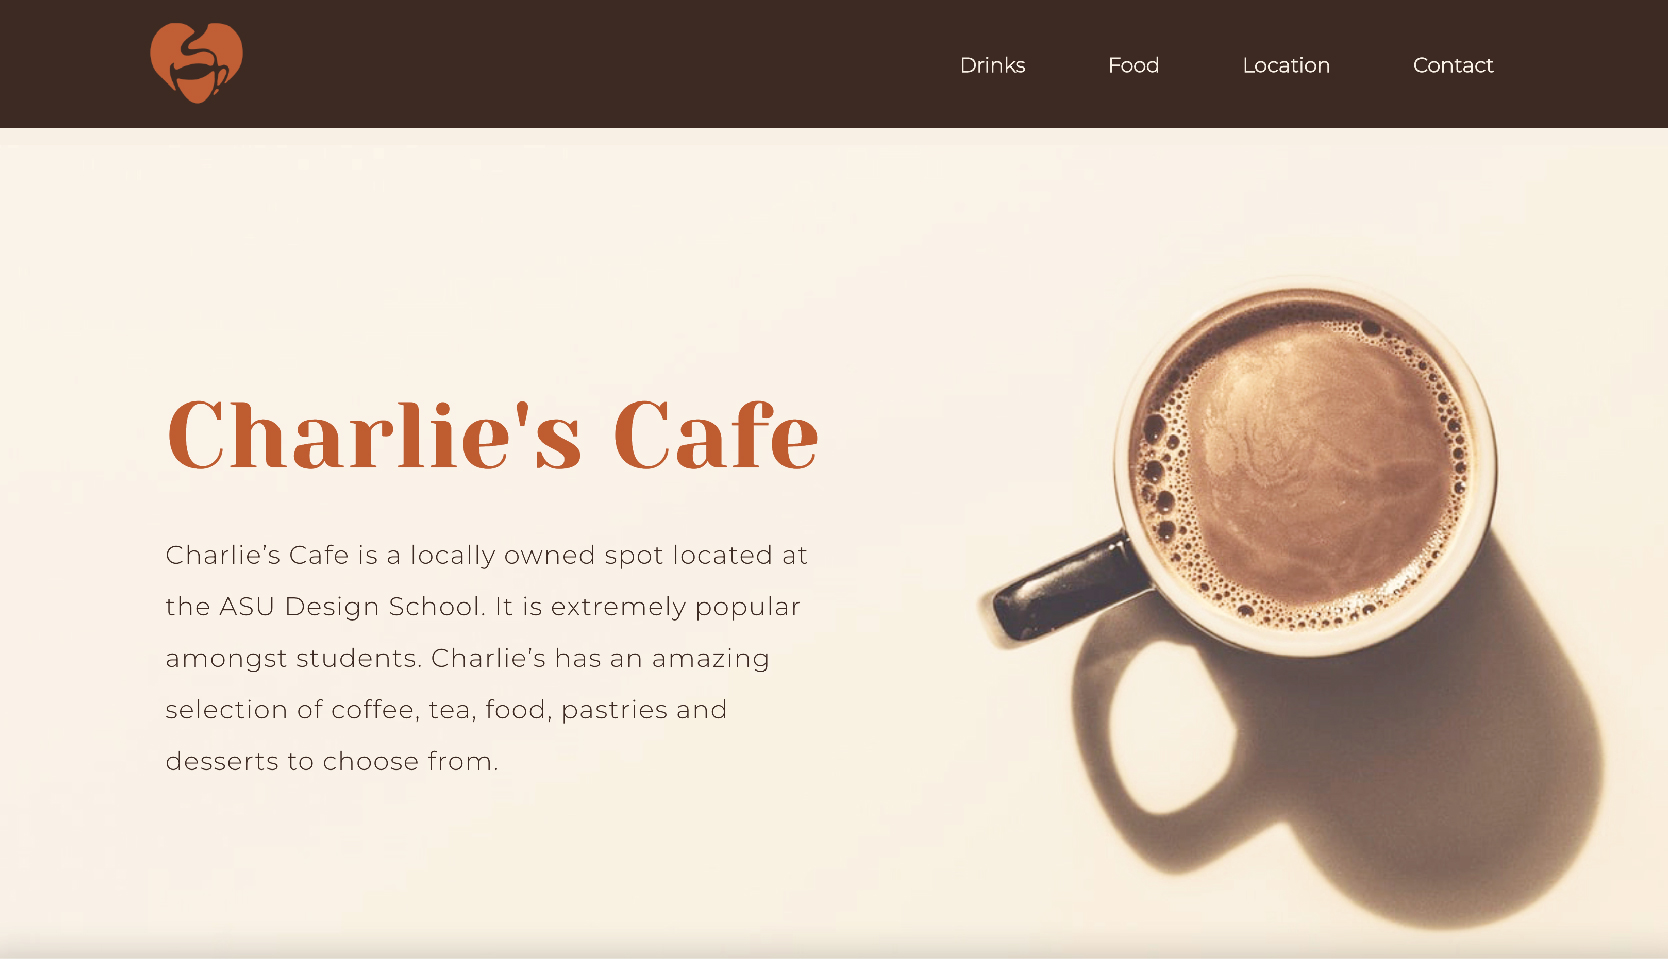 Drinks Food Location Contact
Charlie's Cafe
Charlie’s Cafe is a locally owned spot located at
the ASU Design School. It is extremely popular
amongst students. Charlie’s has an amazing
selection of coffee, tea, food, pastries and
desserts to choose from.